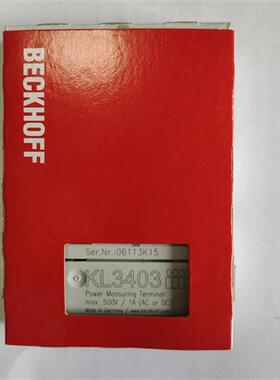 BECKHOFF
Ser.Nr.:06113K15
KL3403
Power Measuring Terminal
max. 500V / 1A (AC or DC)
Made in Germany / www.beckhoff.com